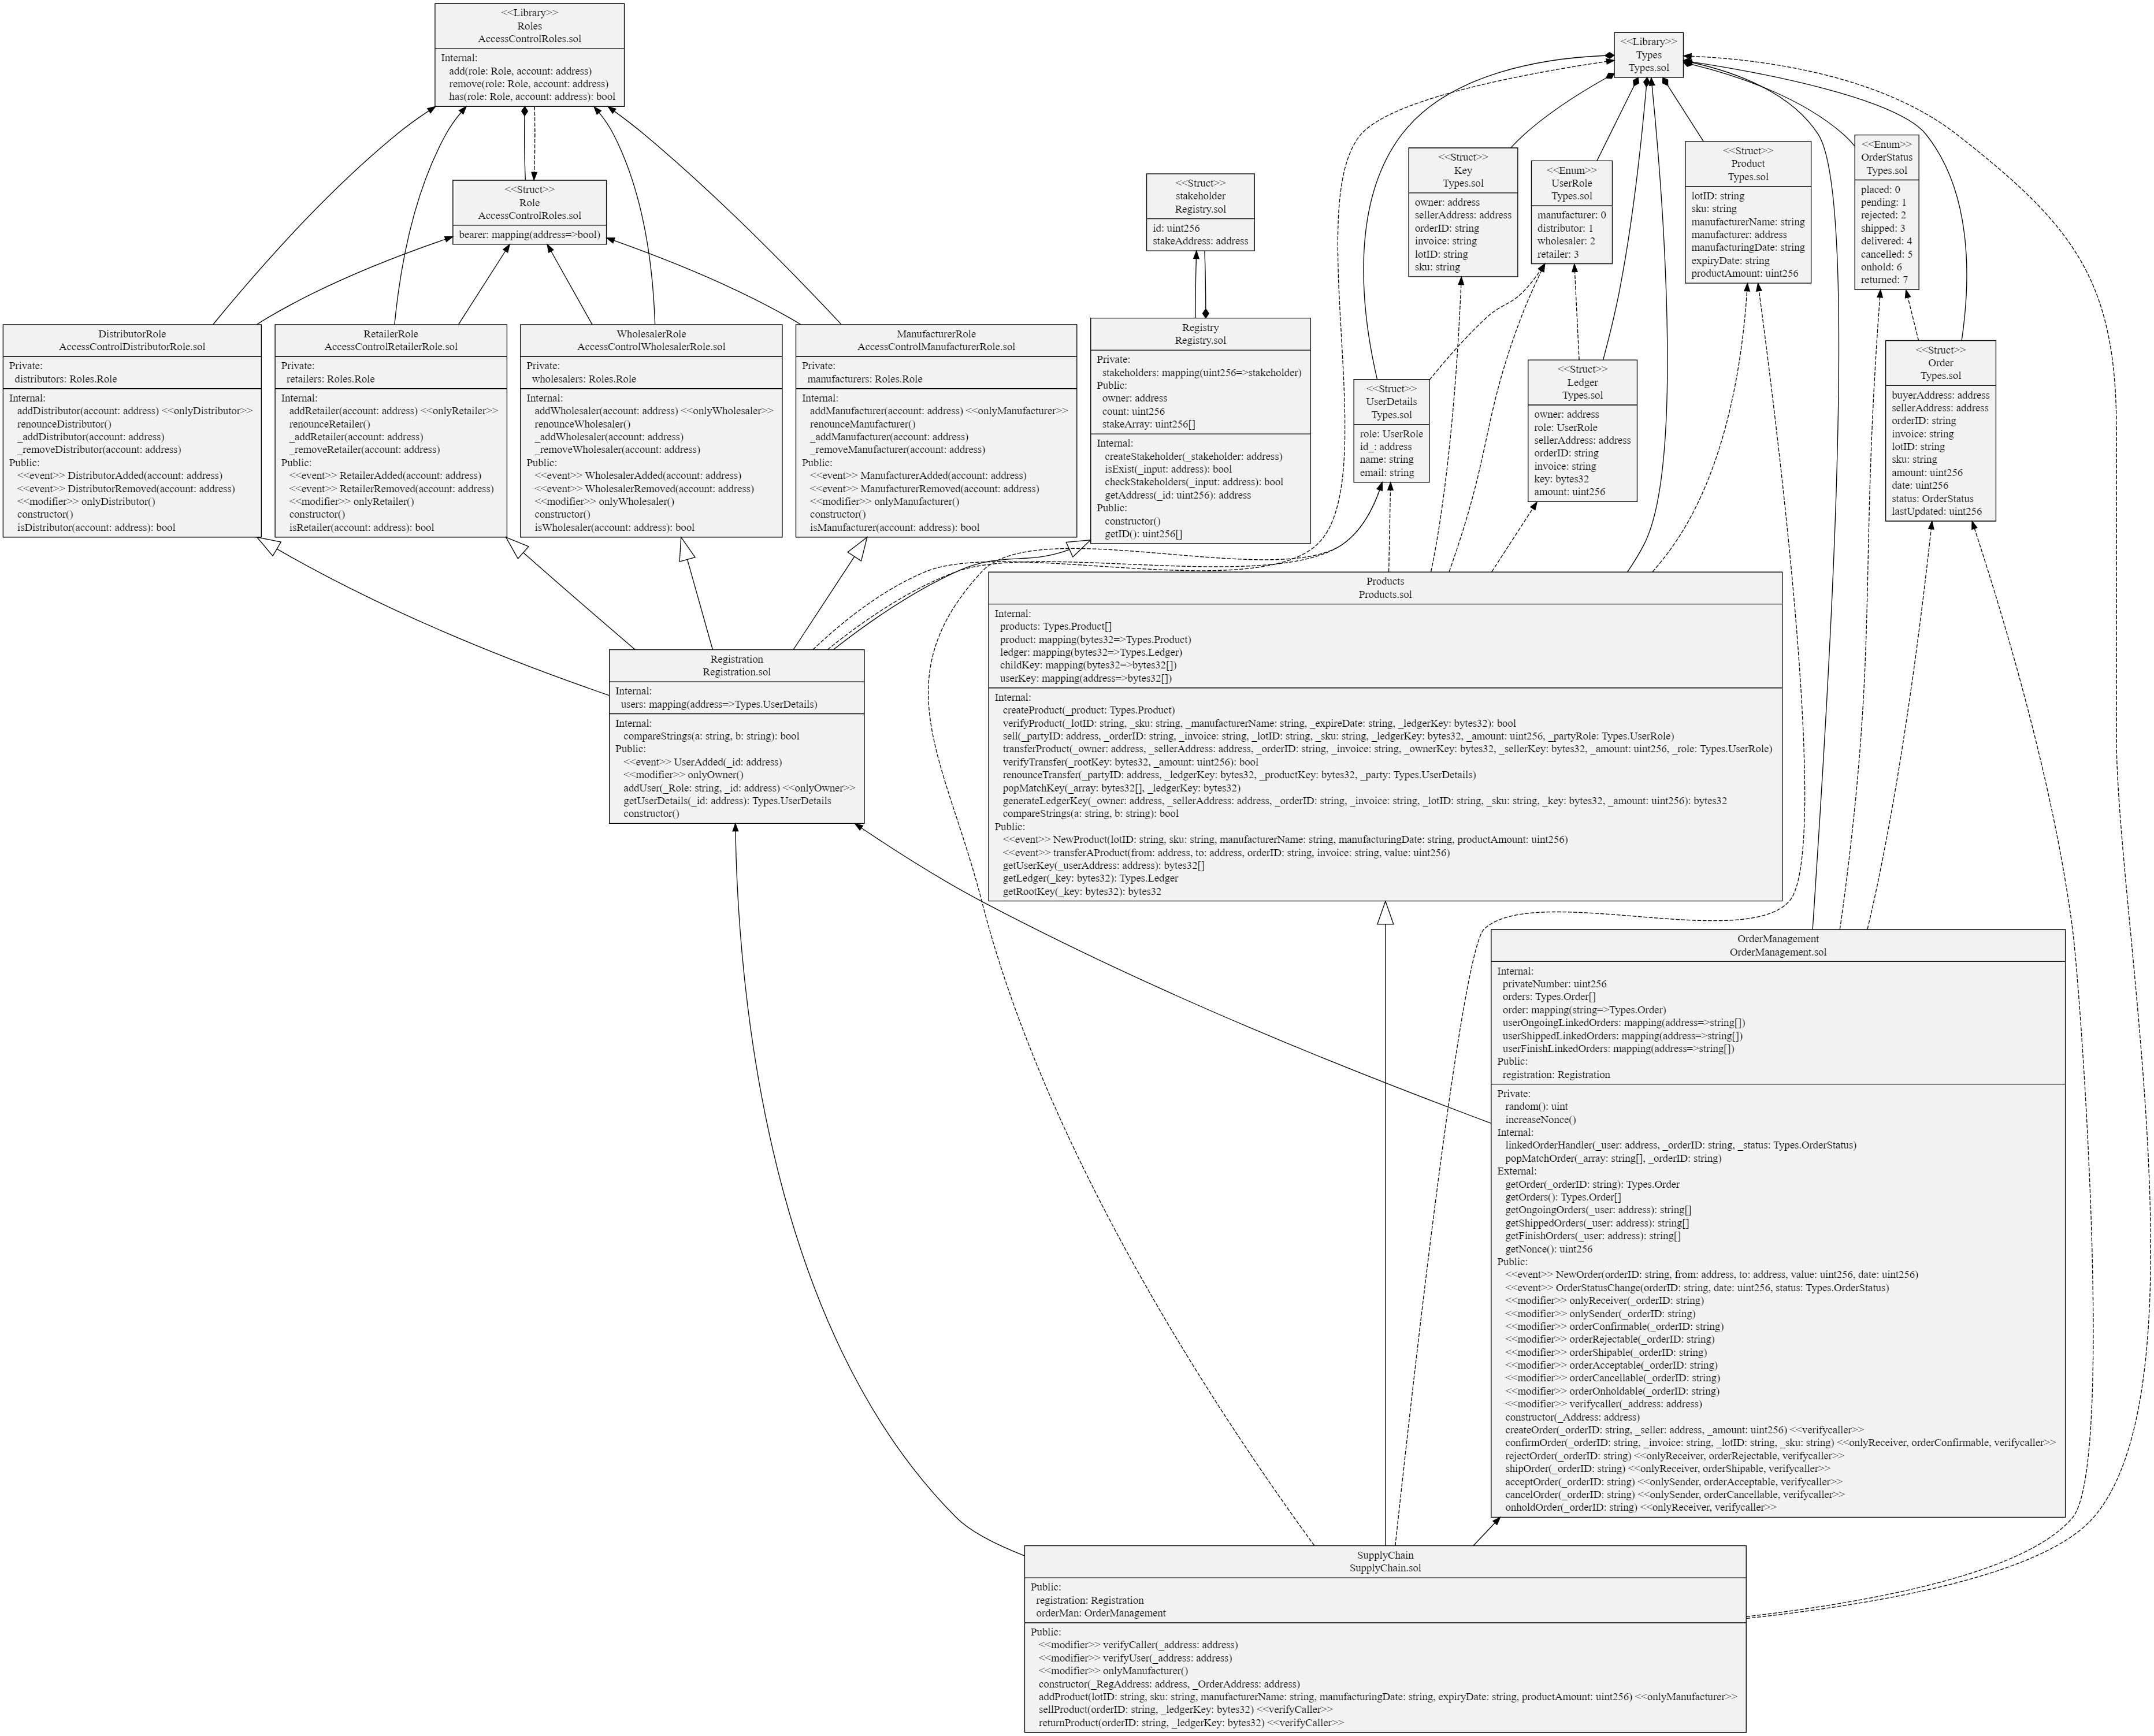 <<Library>>
Roles
AccessControlRoles.sol
Internal:
add(role: Role, account: address)
remove(role: Role, account: address)
has(role: Role, account: address): bool
<<Library>>
Types
Types.sol
<<Struct>>
Role
AccessControlRoles.sol
bearer: mapping(address=>bool)
<<Struct>>
stakeholder
Registry.sol
id: uint256
stakeAddress: address
<<Struct>>
Key
Types.sol
owner: address
sellerAddress: address
orderID: string
invoice: string
lotID: string
sku: string
<<Enum>>
UserRole
Types.sol
manufacturer: 0
distributor: 1
wholesaler: 2
retailer: 3
<<Struct>>
Product
Types.sol
lotID: string
sku: string
manufacturerName: string
manufacturer: address
manufacturingDate: string
expiryDate: string
productAmount: uint256
<<Enum>>
OrderStatus
Types.sol
placed: 0
pending: 1
rejected: 2
shipped: 3
delivered: 4
cancelled: 5
onhold: 6
returned: 7
DistributorRole
AccessControlDistributorRole.sol
Private:
distributors: Roles.Role
Internal:
addDistributor(account: address) <<onlyDistributor>>
renounceDistributor()
_addDistributor(account: address)
_removeDistributor(account: address)
Public:
<<event>> DistributorAdded(account: address)
<<event>> DistributorRemoved(account: address)
<<modifier>> onlyDistributor()
constructor()
isDistributor(account: address): bool
RetailerRole
AccessControlRetailerRole.sol
Private:
retailers: Roles.Role
Internal:
addRetailer(account: address) <<onlyRetailer>>
renounceRetailer()
_addRetailer(account: address)
_removeRetailer(account: address)
Public:
<<event>> RetailerAdded(account: address)
<<event>> RetailerRemoved(account: address)
<<modifier>> onlyRetailer()
constructor()
isRetailer(account: address): bool
WholesalerRole
AccessControlWholesalerRole.sol
Private:
wholesalers: Roles.Role
Internal:
addWholesaler(account: address) <<onlyWholesaler>>
renounceWholesaler()
_addWholesaler(account: address)
_removeWholesaler(account: address)
Public:
<<event>> WholesalerAdded(account: address)
<<event>> WholesalerRemoved(account: address)
<<modifier>> onlyWholesaler()
constructor()
isWholesaler(account: address): bool
ManufacturerRole
AccessControlManufacturerRole.sol
Private:
manufacturers: Roles.Role
Internal:
addManufacturer(account: address) <<onlyManufacturer>>
renounceManufacturer()
_addManufacturer(account: address)
_removeManufacturer(account: address)
Public:
<<event>> ManufacturerAdded(account: address)
<<event>> ManufacturerRemoved(account: address)
<<modifier>> onlyManufacturer()
constructor()
isManufacturer(account: address): bool
Registry
Registry.sol
Private:
stakeholders: mapping(uint256=>stakeholder)
Public:
owner: address
count: uint256
stakeArray: uint256[]
Internal:
createStakeholder(_stakeholder: address)
isExist(_input: address): bool
checkStakeholders(_input: address): bool
getAddress(_id: uint256): address
Public:
constructor()
getID(): uint256[]
<<Struct>>
UserDetails
Types.sol
role: UserRole
id_: address
name: string
email: string
<<Struct>>
Ledger
Types.sol
owner: address
role: UserRole
sellerAddress: address
orderID: string
invoice: string
key: bytes32
amount: uint256
<<Struct>>
Order
Types.sol
buyerAddress: address
sellerAddress: address
orderID: string
invoice: string
lotID: string
sku: string
amount: uint256
date: uint256
status: OrderStatus
lastUpdated: uint256
Registration
Registration.sol
Internal:
users: mapping(address=>Types.UserDetails)
Internal:
compareStrings(a: string, b: string): bool
Public:
<<event>> UserAdded(_id: address)
<<modifier>> onlyOwner()
addUser(_Role: string, _id: address) <<onlyOwner>>
getUserDetails(_id: address): Types.UserDetails
constructor()
Products
Products.sol
Internal:
products: Types.Product[]
product: mapping(bytes32=>Types.Product)
ledger: mapping(bytes32=>Types.Ledger)
childKey: mapping(bytes32=>bytes32[])
userKey: mapping(address=>bytes32[])
Internal:
createProduct(_product: Types.Product)
verifyProduct(_lotID: string, _sku: string, _manufacturerName: string, _expireDate: string, _ledgerKey: bytes32): bool
sell(_partyID: address, _orderID: string, _invoice: string, _lotID: string, _sku: string, _ledgerKey: bytes32, _amount: uint256, _partyRole: Types.UserRole)
transferProduct(_owner: address, _sellerAddress: address, _orderID: string, _invoice: string, _ownerKey: bytes32, _sellerKey: bytes32, _amount: uint256, _role: Types.UserRole)
verifyTransfer(_rootKey: bytes32, _amount: uint256): bool
renounceTransfer(_partyID: address, _ledgerKey: bytes32, _productKey: bytes32, _party: Types.UserDetails)
popMatchKey(_array: bytes32[], _ledgerKey: bytes32)
generateLedgerKey(_owner: address, _sellerAddress: address, _orderID: string, _invoice: string, _lotID: string, _sku: string, _key: bytes32, _amount: uint256): bytes32
compareStrings(a: string, b: string): bool
Public:
<<event>> NewProduct(lotID: string, sku: string, manufacturerName: string, manufacturingDate: string, productAmount: uint256)
<<event>> transferAProduct(from: address, to: address, orderID: string, invoice: string, value: uint256)
getUserKey(_userAddress: address): bytes32[]
getLedger(_key: bytes32): Types.Ledger
getRootKey(_key: bytes32): bytes32
OrderManagement
OrderManagement.sol
Internal:
privateNumber: uint256
orders: Types.Order[]
order: mapping(string=>Types.Order)
userOngoingLinkedOrders: mapping(address=>string[])
userShippedLinkedOrders: mapping(address=>string[])
userFinishLinkedOrders: mapping(address=>string[])
Public:
registration: Registration
Private:
random(): uint
increaseNonce()
Internal:
linkedOrderHandler(_user: address, _orderID: string, _status: Types.OrderStatus)
popMatchOrder(_array: string[], _orderID: string)
External:
getOrder(_orderID: string): Types.Order
getOrders(): Types.Order[]
getOngoingOrders(_user: address): string[]
getShippedOrders(_user: address): string[]
getFinishOrders(_user: address): string[]
getNonce(): uint256
Public:
<<event>> NewOrder(orderID: string, from: address, to: address, value: uint256, date: uint256)
<<event>> OrderStatusChange(orderID: string, date: uint256, status: Types.OrderStatus)
<<modifier>> onlyReceiver(_orderID: string)
<<modifier>> onlySender(_orderID: string)
<<modifier>> orderConfirmable(_orderID: string)
<<modifier>> orderRejectable(_orderID: string)
<<modifier>> orderShipable(_orderID: string)
<<modifier>> orderAcceptable(_orderID: string)
<<modifier>> orderCancellable(_orderID: string)
<<modifier>> orderOnholdable(_orderID: string)
<<modifier>> verifycaller(_address: address)
constructor(_Address: address)
createOrder(_orderID: string, _seller: address, _amount: uint256) <<verifycaller>>
confirmOrder(_orderID: string, _invoice: string, _lotID: string, _sku: string) <<onlyReceiver, orderConfirmable, verifycaller>>
rejectOrder(_orderID: string) <<onlyReceiver, orderRejectable, verifycaller>>
shipOrder(_orderID: string) <<onlyReceiver, orderShipable, verifycaller>>
acceptOrder(_orderID: string) <<onlySender, orderAcceptable, verifycaller>>
cancelOrder(_orderID: string) <<onlySender, orderCancellable, verifycaller>>
onholdOrder(_orderID: string) <<onlyReceiver, verifycaller>>
SupplyChain
SupplyChain.sol
Public:
registration: Registration
orderMan: OrderManagement
Public:
<<modifier>> verifyCaller(_address: address)
<<modifier>> verifyUser(_address: address)
<<modifier>> onlyManufacturer()
constructor(_RegAddress: address, _OrderAddress: address)
addProduct(lotID: string, sku: string, manufacturerName: string, manufacturingDate: string, expiryDate: string, productAmount: uint256) <<onlyManufacturer>>
sellProduct(orderID: string, _ledgerKey: bytes32) <<verifyCaller>>
returnProduct(orderID: string, _ledgerKey: bytes32) <<verifyCaller>>